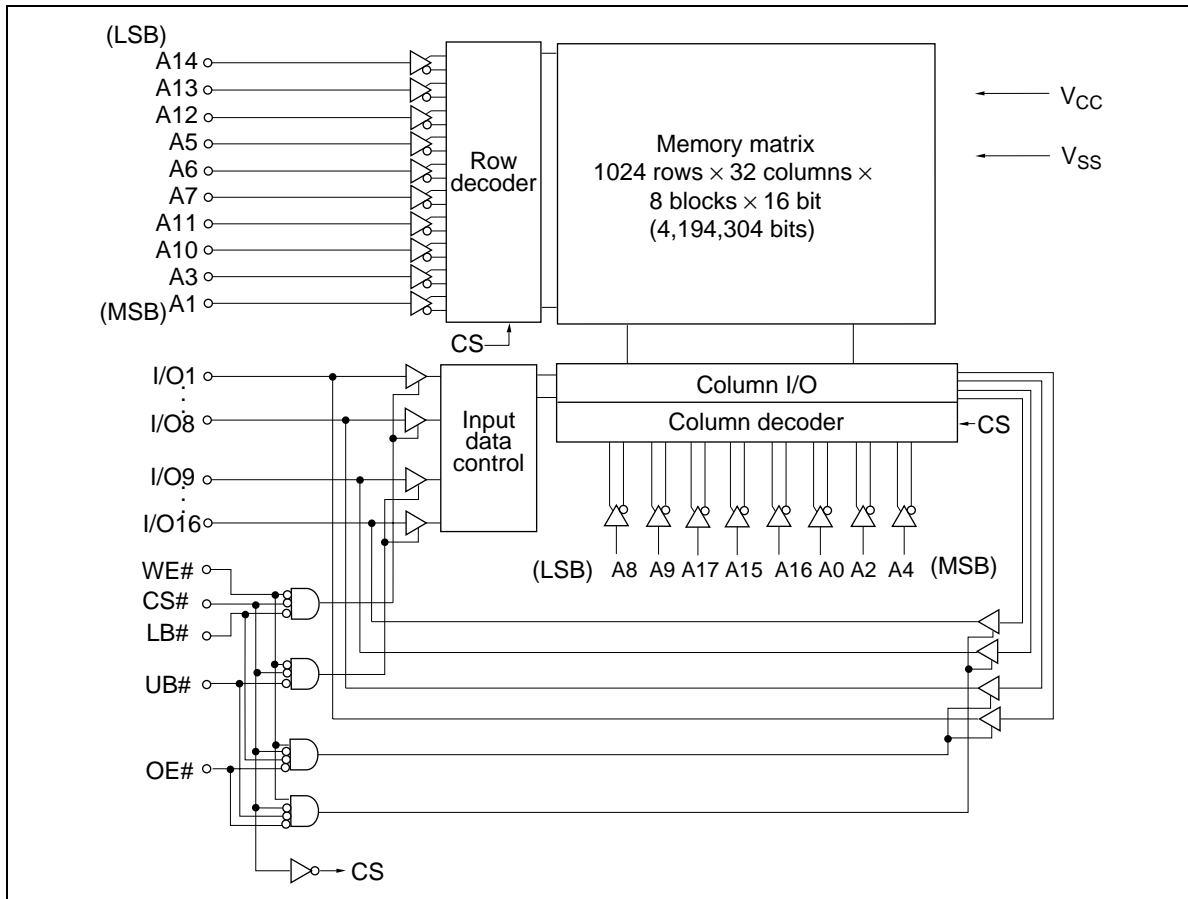 (LSB)
A14
A13
A12
A5
A6
A7
A11
A10
A3
(MSB) A1
Row
decoder
CS
Memory matrix
1024 rows × 32 columns ×
8 blocks × 16 bit
(4,194,304 bits)
VCC
VSS
I/O1
I/O8
I/O9
I/O16
Input
data
control
Column I/O
Column decoder
CS
(LSB) A8 A9 A17 A15 A16 A0 A2 A4 (MSB)
WE#
CS#
LB#
UB#
OE#
CS